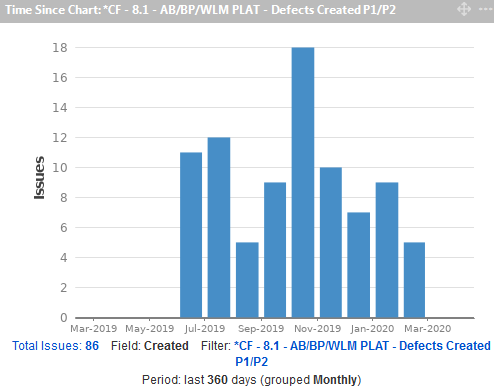 Time Since Chart: *CF - 8.1 - AB/BP/WLM PLAT - Defects Created P1/P2
18
16
14
12
10
8
6
4
2
0
Issues
Mar-2019 May-2019 Jul-2019 Sep-2019 Nov-2019 Jan-2020 Mar-2020
Total Issues: 86 Field: Created Filter: *CF - 8.1 - AB/BP/WLM PLAT - Defects Created
P1/P2
Period: last 360 days (grouped Monthly)